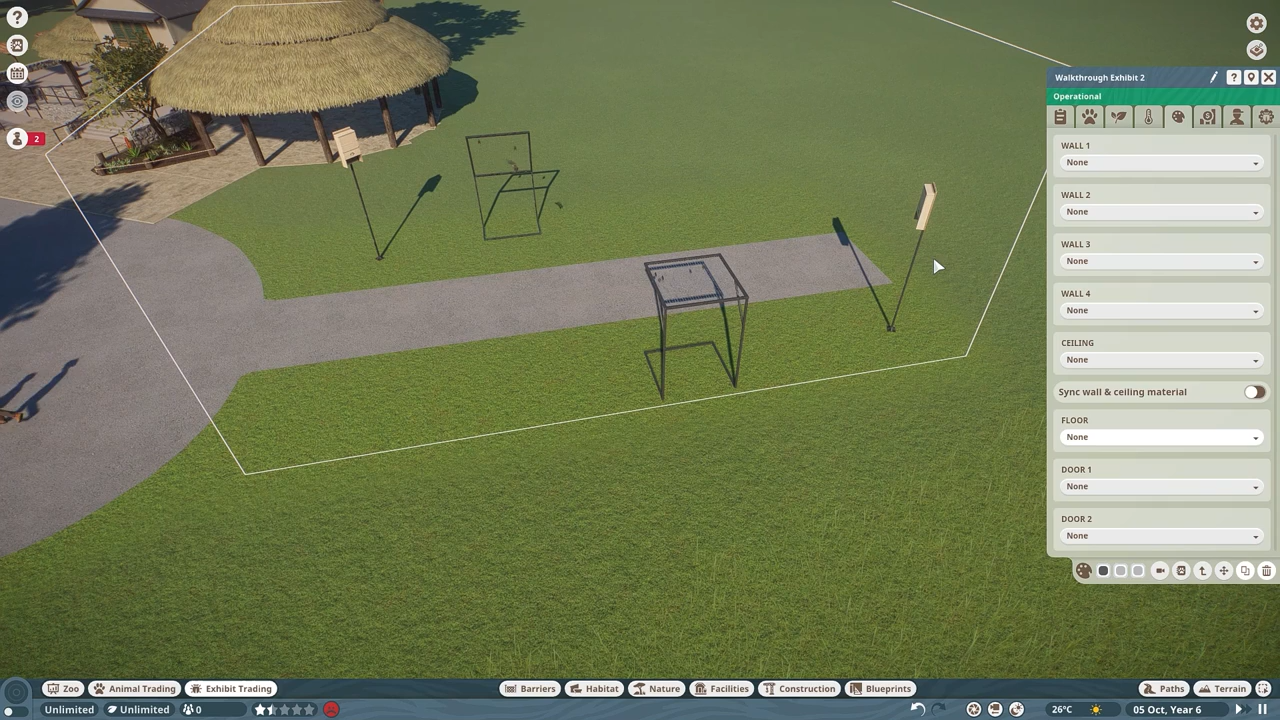 ?
2
Walkthrough Exhibit 2
?
Operational
WALL 1
None
WALL 2
None
WALL 3
None
WALL 4
None
CEILING
None
Sync wall & ceiling material
FLOOR
None
DOOR 1
None
DOOR 2
None
Zoo
Animal Trading
Exhibit Trading
Barriers
Habitat
Nature
Facilities
Construction
Blueprints
Paths
Terrain
Unlimited
Unlimited
0
26°C
05 Oct, Year 6